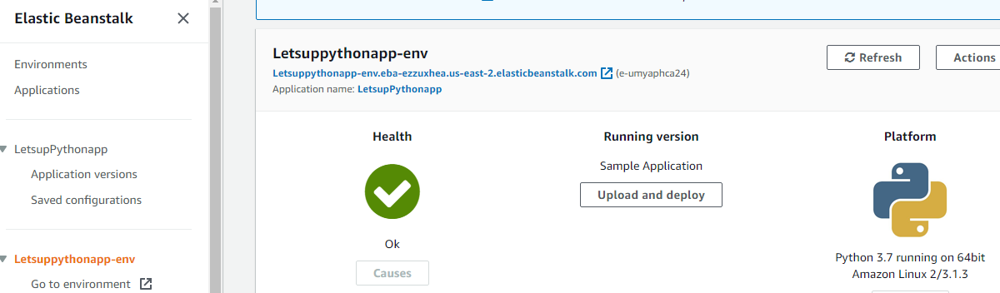 Elastic Beanstalk
Environments
Applications
LetsupPythonapp
Application versions
Saved configurations
Letsuppythonapp-env
Go to environment
Letsuppythonapp-env
Refresh
Actions
Letsuppythonapp-env.eba-ezzuxhea.us-east-2.elasticbeanstalk.com (e-umyaphca24)
Application name: LetsupPythonapp
Health
Ok
Causes
Running version
Sample Application
Upload and deploy
Platform
Python 3.7 running on 64bit
Amazon Linux 2/3.1.3